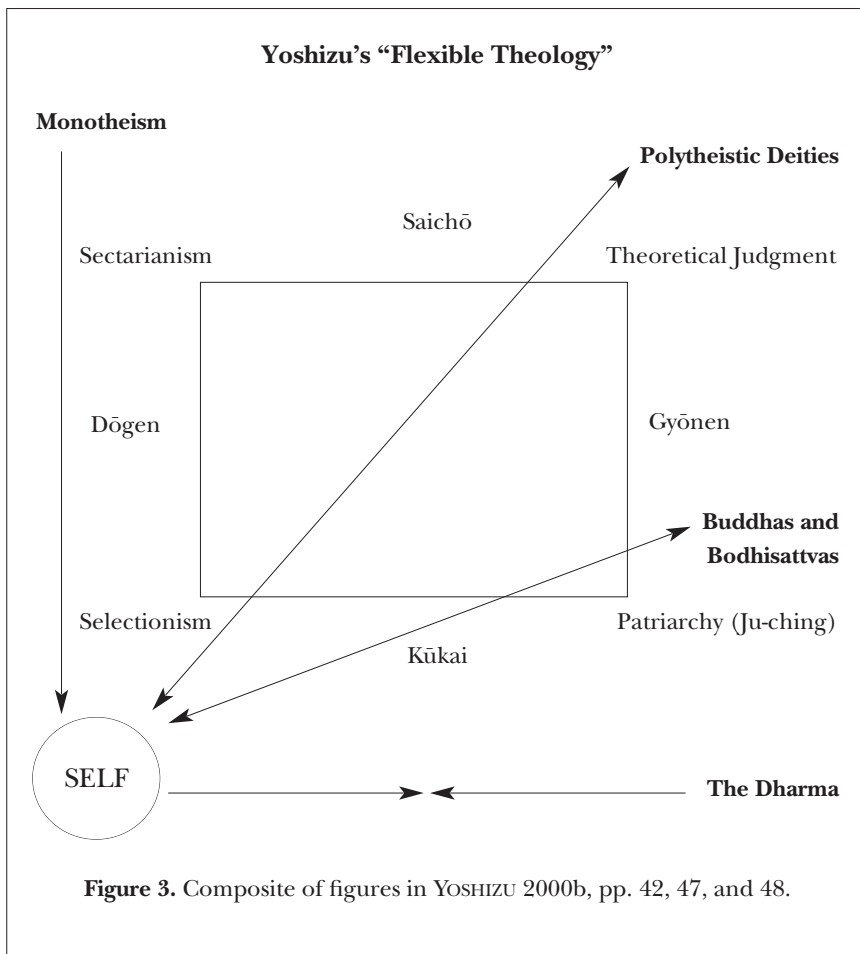 Yoshizu’s “Flexible Theology”
Monotheism
Polytheistic Deities
Saichō
Sectarianism
Theoretical Judgment
Dōgen
Gyōnen
Buddhas and
Bodhisattvas
Selectionism
Patriarchy (Ju-ching)
Kūkai
SELF
The Dharma
Figure 3. Composite of figures in YOSHIZU 2000b, pp. 42, 47, and 48.